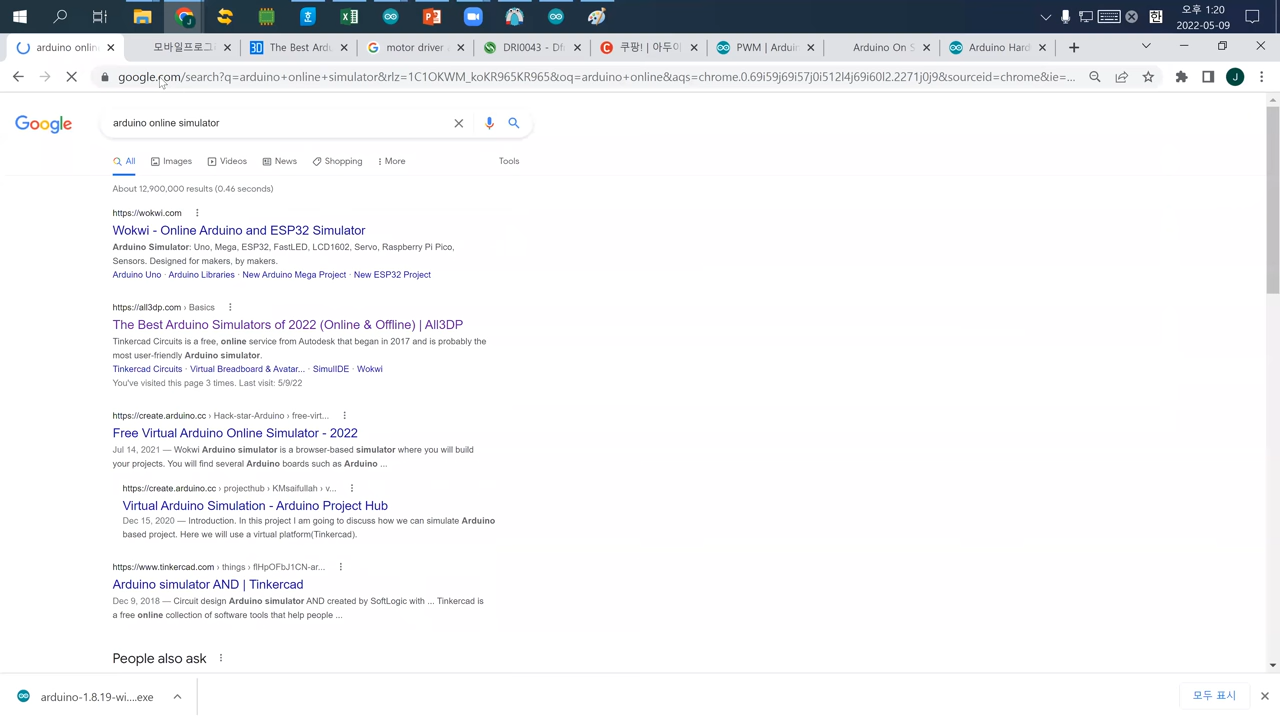 오후 1:20
한
2022-05-09
arduino onlin
모바일프로그
The Best Ardu
motor driver
DRI0043 - Df
쿠팡! | 아두이
PWM | Arduin
Arduino On S
Arduino Hard
google.com/search?q=arduino+online+simulator&rlz=1C1OKWM_koKR965KR965&oq=arduino+online&aqs=chrome.0.69i59j69i57j0i512l4j69i60l2.2271j0j9&sourceid=chrome&ie=...
J
Google
arduino online simulator
All
Images
Videos
News
Shopping
More
Tools
About 12,900,000 results (0.46 seconds)
https://wokwi.com
Wokwi - Online Arduino and ESP32 Simulator
Arduino Simulator: Uno, Mega, ESP32, FastLED, LCD1602, Servo, Raspberry Pi Pico,
Sensors. Designed for makers, by makers.
Arduino Uno · Arduino Libraries · New Arduino Mega Project · New ESP32 Project
https://all3dp.com › Basics
The Best Arduino Simulators of 2022 (Online & Offline) | All3DP
Tinkercad Circuits is a free, online service from Autodesk that began in 2017 and is probably the
most user-friendly Arduino simulator.
Tinkercad Circuits · Virtual Breadboard & Avatar... · SimulIDE · Wokwi
You've visited this page 3 times. Last visit: 5/9/22
https://create.arduino.cc › Hack-star-Arduino › free-virt...
Free Virtual Arduino Online Simulator - 2022
Jul 14, 2021 — Wokwi Arduino simulator is a browser-based simulator where you will build
your projects. You will find several Arduino boards such as Arduino ...
https://create.arduino.cc › projecthub › KMsaifullah › v...
Virtual Arduino Simulation - Arduino Project Hub
Dec 15, 2020 — Introduction. In this project I am going to discuss how we can simulate Arduino
based project. Here we will use a virtual platform(Tinkercad).
https://www.tinkercad.com › things › flHpOFbJ1CN-ar...
Arduino simulator AND | Tinkercad
Dec 9, 2018 — Circuit design Arduino simulator AND created by SoftLogic with ... Tinkercad is
a free online collection of software tools that help people ...
People also ask
arduino-1.8.19-wi....exe
모두 표시